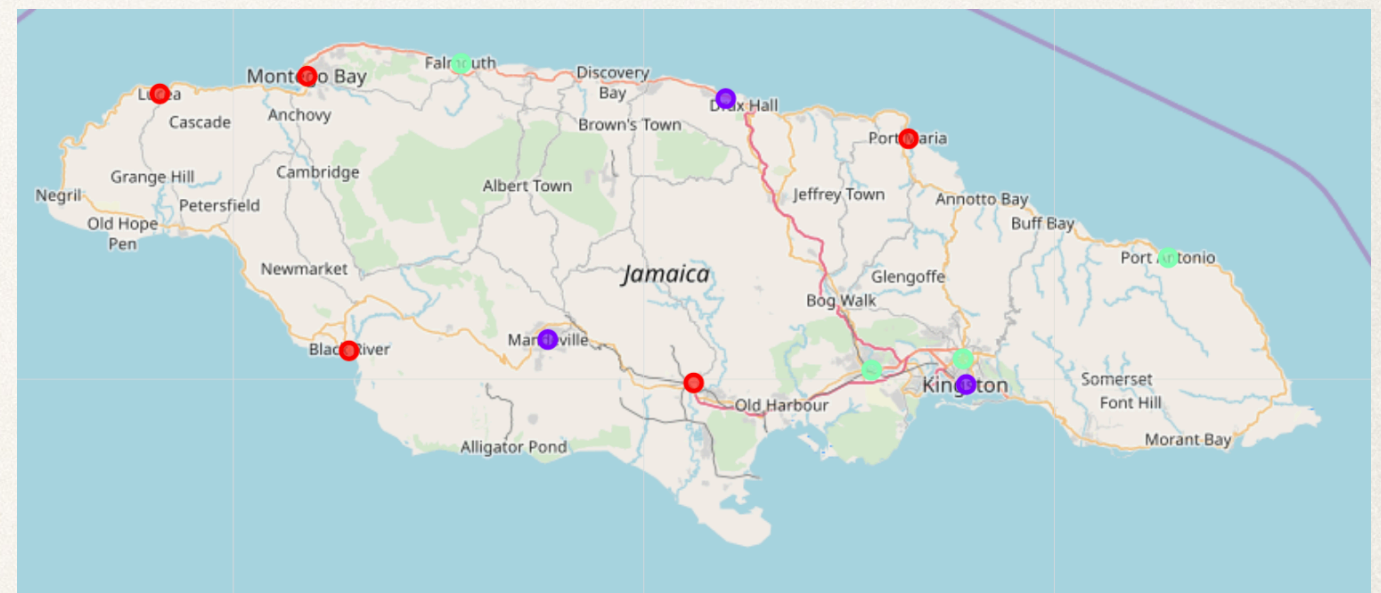 Falmouth
Montego Bay
Discovery
Bay
Lucea
Drax Hall
Anchovy
Cascade
Brown's Town
Port Maria
Cambridge
Grange Hill
Albert Town
Negril
Petersfield
Jeffrey Town
Annotto Bay
Old Hope
Pen
Buff Bay
Port Antonio
Newmarket
Jamaica
Glengoffe
Bog Walk
Mandeville
Black River
Kingston
Somerset
Old Harbour
Font Hill
Alligator Pond
Morant Bay